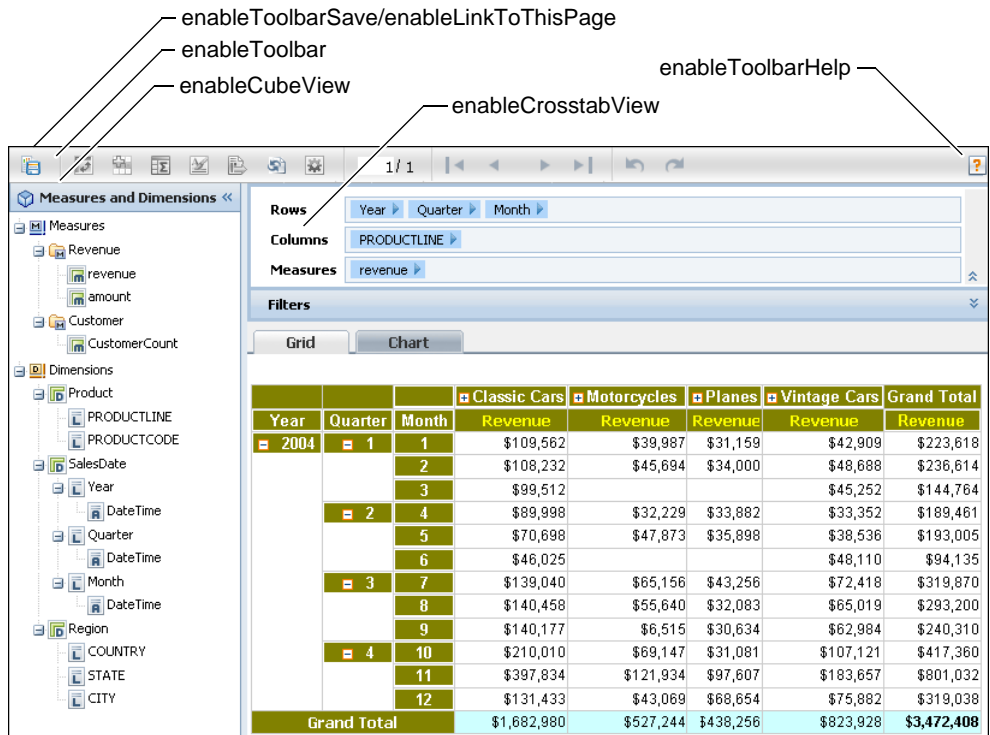 enableToolbarSave/enableLinkToThisPage
enableToolbar
enableToolbarHelp
enableCubeView
enableCrosstabView
1/ 1
Measures and Dimensions «
Measures
Revenue
revenue
amount
Customer
CustomerCount
Dimensions
Product
PRODUCTLINE
PRODUCTCODE
SalesDate
Year
DateTime
Quarter
DateTime
Month
DateTime
Region
COUNTRY
STATE
CITY
Rows Year Quarter Month
Columns PRODUCTLINE
Measures revenue
Filters
Grid Chart
Classic Cars Motorcycles Planes Vintage Cars Grand Total
Year Quarter Month Revenue Revenue Revenue Revenue Revenue
2004 1 1 $109,562 $39,987 $31,159 $42,909 $223,618
2 $108,232 $45,694 $34,000 $48,688 $236,614
3 $99,512 $45,252 $144,764
2 4 $89,998 $32,229 $33,882 $33,352 $189,461
5 $70,698 $47,873 $35,898 $38,536 $193,005
6 $46,025 $48,110 $94,135
3 7 $139,040 $65,156 $43,256 $72,418 $319,870
8 $140,458 $55,640 $32,083 $65,019 $293,200
9 $140,177 $6,515 $30,634 $62,984 $240,310
4 10 $210,010 $69,147 $31,081 $107,121 $417,360
11 $397,834 $121,934 $97,607 $183,657 $801,032
12 $131,433 $43,069 $68,654 $75,882 $319,038
Grand Total $1,682,980 $527,244 $438,256 $823,928 $3,472,408